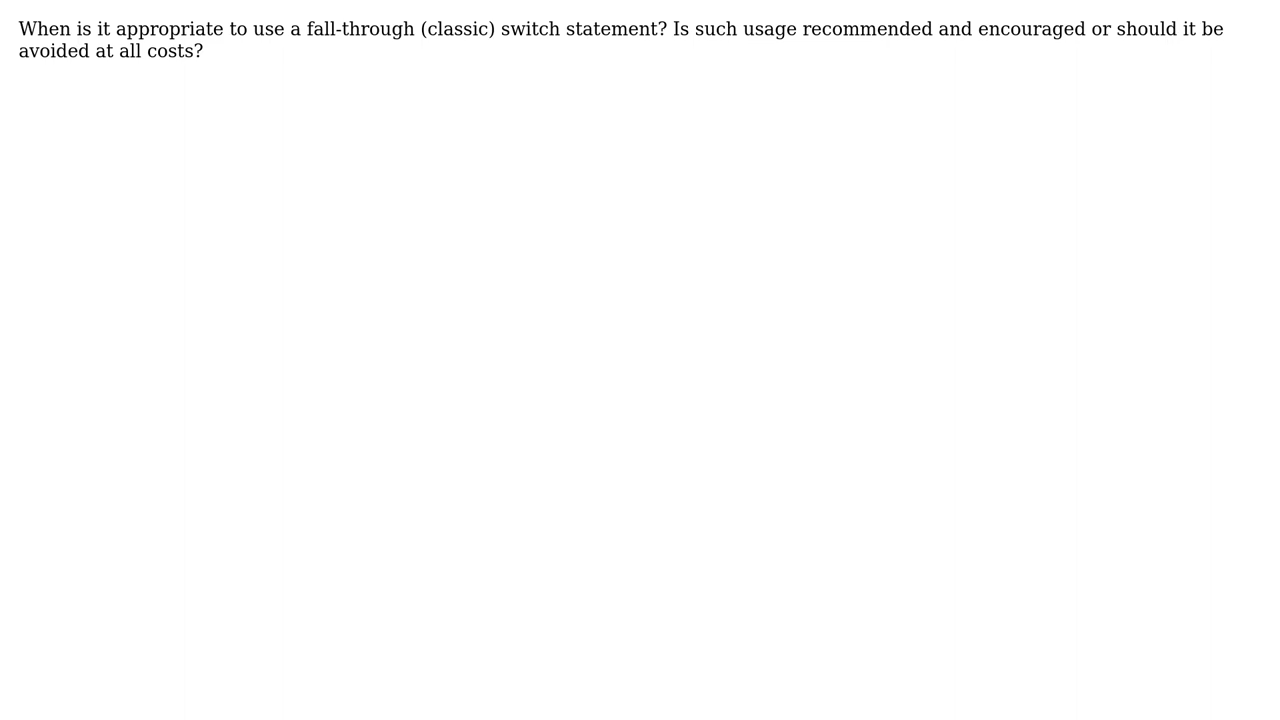 When is it appropriate to use a fall-through (classic) switch statement? Is such usage recommended and encouraged or should it be
avoided at all costs?